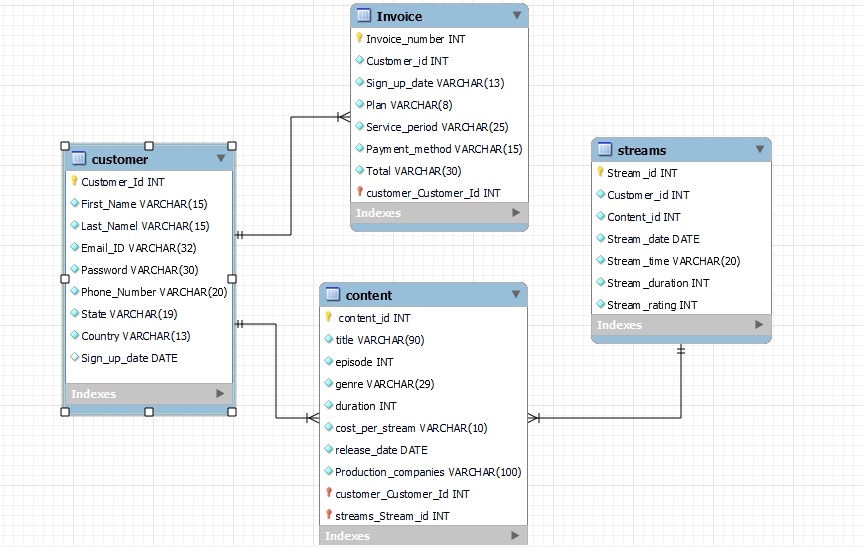 Invoice
Invoice_number INT
Customer_id INT
Sign_up_date VARCHAR(13)
Plan VARCHAR(8)
Service_period VARCHAR(25)
Payment_method VARCHAR(15)
Total VARCHAR(30)
customer_Customer_Id INT
Indexes
customer
Customer_Id INT
First_Name VARCHAR(15)
Last_Namel VARCHAR(15)
Email_ID VARCHAR(32)
Password VARCHAR(30)
Phone_Number VARCHAR(20)
State VARCHAR(19)
Country VARCHAR(13)
Sign_up_date DATE
Indexes
streams
Stream_id INT
Customer_id INT
Content_id INT
Stream_date DATE
Stream_time VARCHAR(20)
Stream_duration INT
Stream_rating INT
Indexes
content
content_id INT
title VARCHAR(90)
episode INT
genre VARCHAR(29)
duration INT
cost_per_stream VARCHAR(10)
release_date DATE
Production_companies VARCHAR(100)
customer_Customer_Id INT
streams_Stream_id INT
Indexes